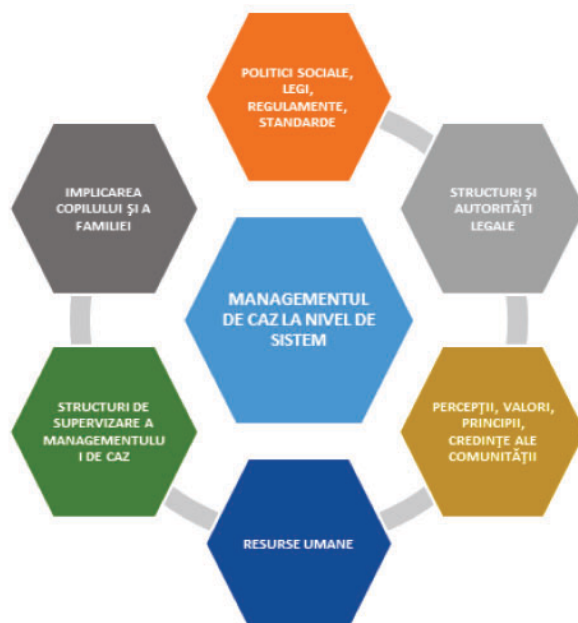 POLITICI SOCIALE,
LEGI,
REGULAMENTE,
STANDARDE
STRUCTURI ȘI
AUTORITĂȚI
LEGALE
PERCEPȚII, VALORI,
PRINCIPII,
CREDINȚE ALE
COMUNITĂȚII
RESURSE UMANE
STRUCTURI DE
SUPERVIZARE A
MANAGEMENTULU
I DE CAZ
IMPLICAREA
COPILULUI ȘI A
FAMILIEI
MANAGEMENTUL
DE CAZ LA NIVEL DE
SISTEM